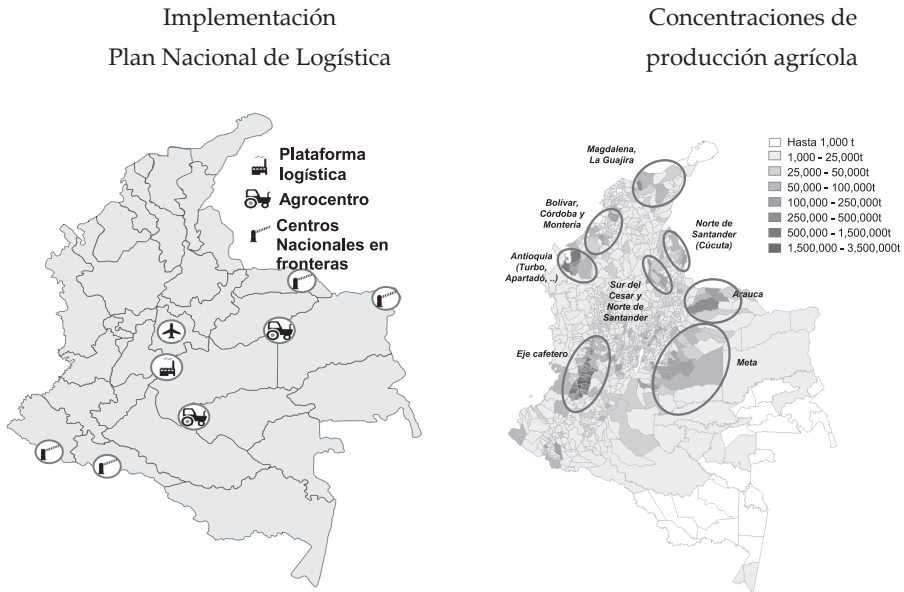 Implementación
Plan Nacional de Logística
Plataforma
logística
Agrocentro
Centros
Nacionales en
fronteras
Concentraciones de
producción agrícola
Magdalena,
La Guajira
Bolívar,
Córdoba y
Montería
Antioquía
(Turbo,
Apartadó, ..)
Norte de
Santander
(Cúcuta)
Sur del
Cesar y
Norte de
Santander
Arauca
Eje cafetero
Meta
Hasta 1,000 t
1,000 - 25,000t
25,000 - 50,000t
50,000 - 100,000t
100,000 - 250,000t
250,000 - 500,000t
500,000 - 1,500,000t
1,500,000 - 3,500,000t